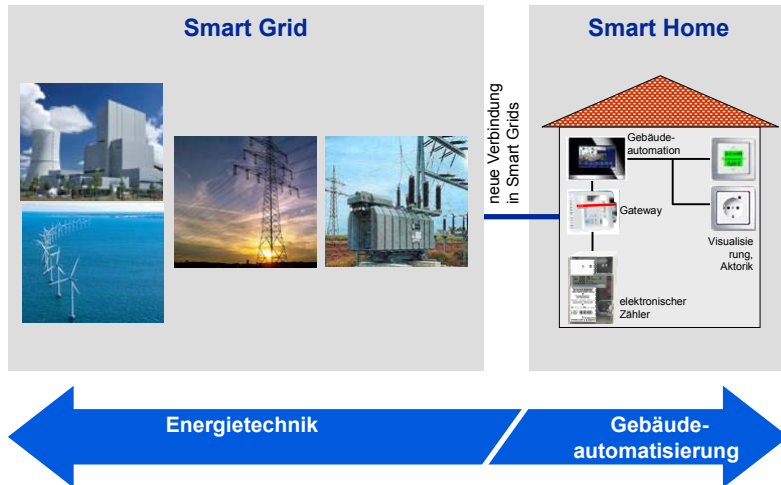 Smart Grid
Smart Home
neue Verbindung
in Smart Grids
Gebäude-
automation
Gateway
Visualisie
rung,
Aktorik
elektronischer
Zähler
Energietechnik
Gebäude-
automatisierung